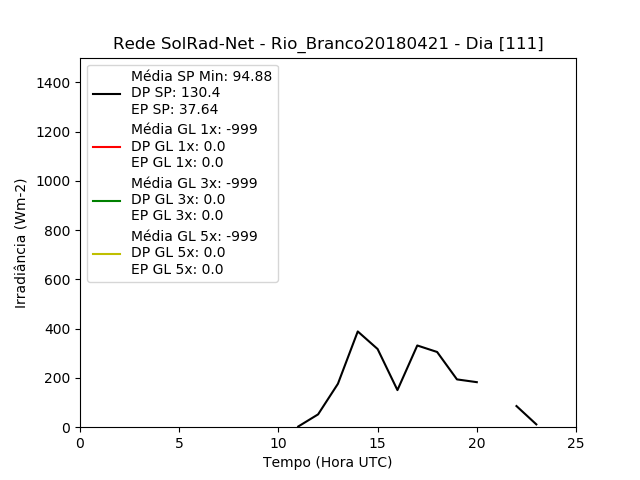 Rede SolRad-Net - Rio_Branco20180421 - Dia [111]
Média SP Min: 94.88
DP SP: 130.4
EP SP: 37.64
Média GL 1x: -999
DP GL 1x: 0.0
EP GL 1x: 0.0
Média GL 3x: -999
DP GL 3x: 0.0
EP GL 3x: 0.0
Média GL 5x: -999
DP GL 5x: 0.0
EP GL 5x: 0.0
1400
1200
1000
800
600
400
200
0
Irradiância (Wm-2)
0 5 10 15 20 25
Tempo (Hora UTC)